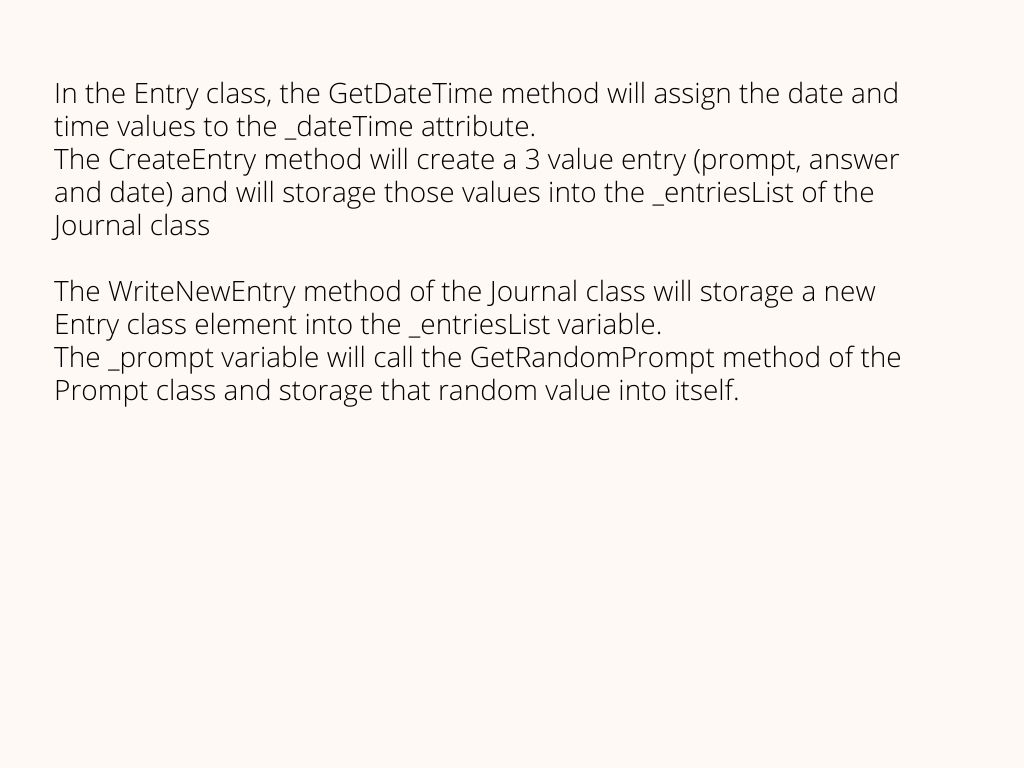 In the Entry class, the GetDateTime method will assign the date and
time values to the _dateTime attribute.
The CreateEntry method will create a 3 value entry (prompt, answer
and date) and will storage those values into the _entriesList of the
Journal class
The WriteNewEntry method of the Journal class will storage a new
Entry class element into the _entriesList variable.
The _prompt variable will call the GetRandomPrompt method of the
Prompt class and storage that random value into itself.